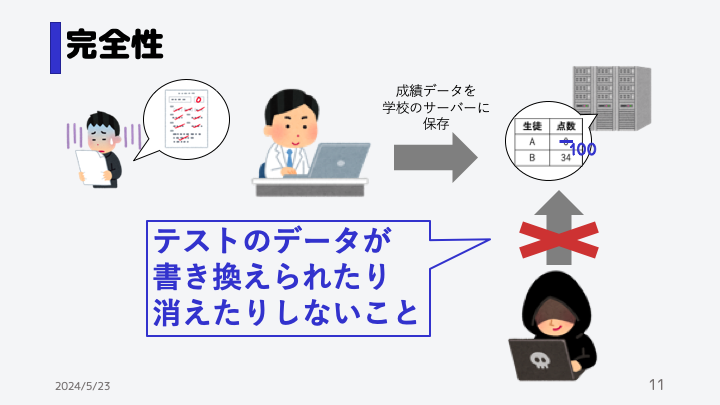 完全性
0
成績データを
学校のサーバーに
保存
生徒 点数
A 0
B 34
100
テストのデータが
書き換えられたり
消えたりしないこと
2024/5/23
11